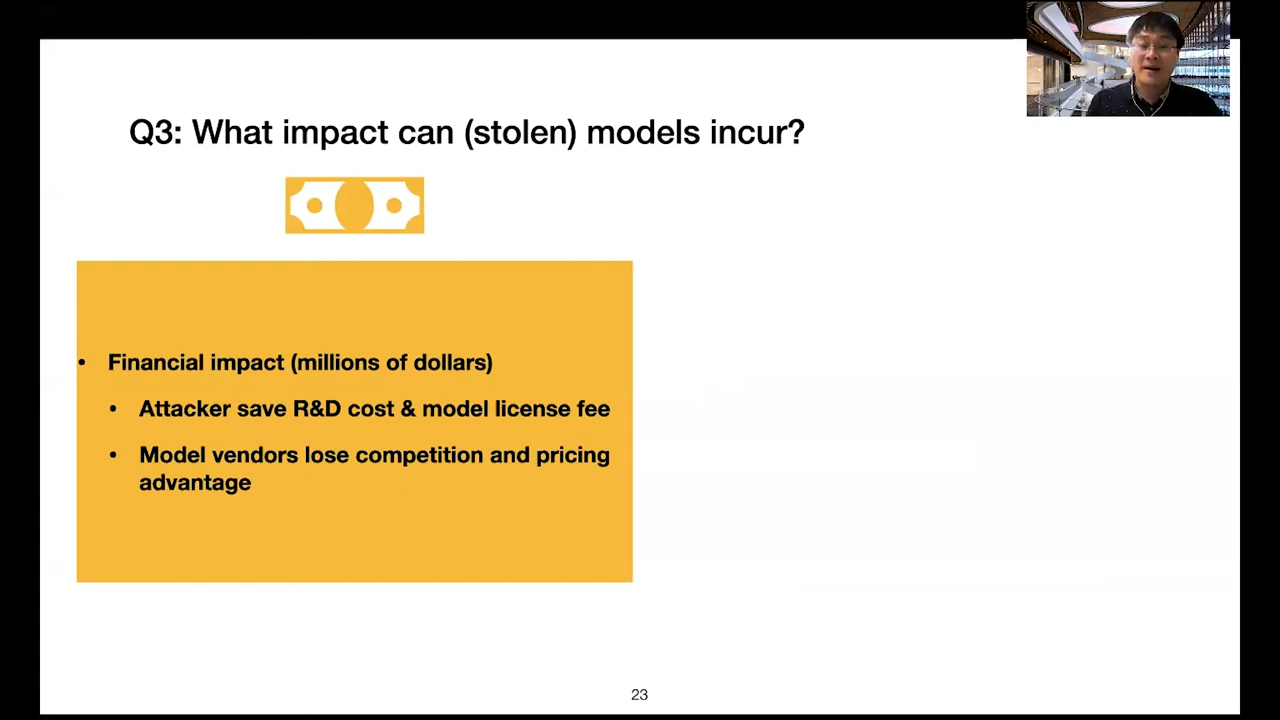 Q3: What impact can (stolen) models incur?
• Financial impact (millions of dollars)
• Attacker save R&D cost & model license fee
• Model vendors lose competition and pricing
advantage
23